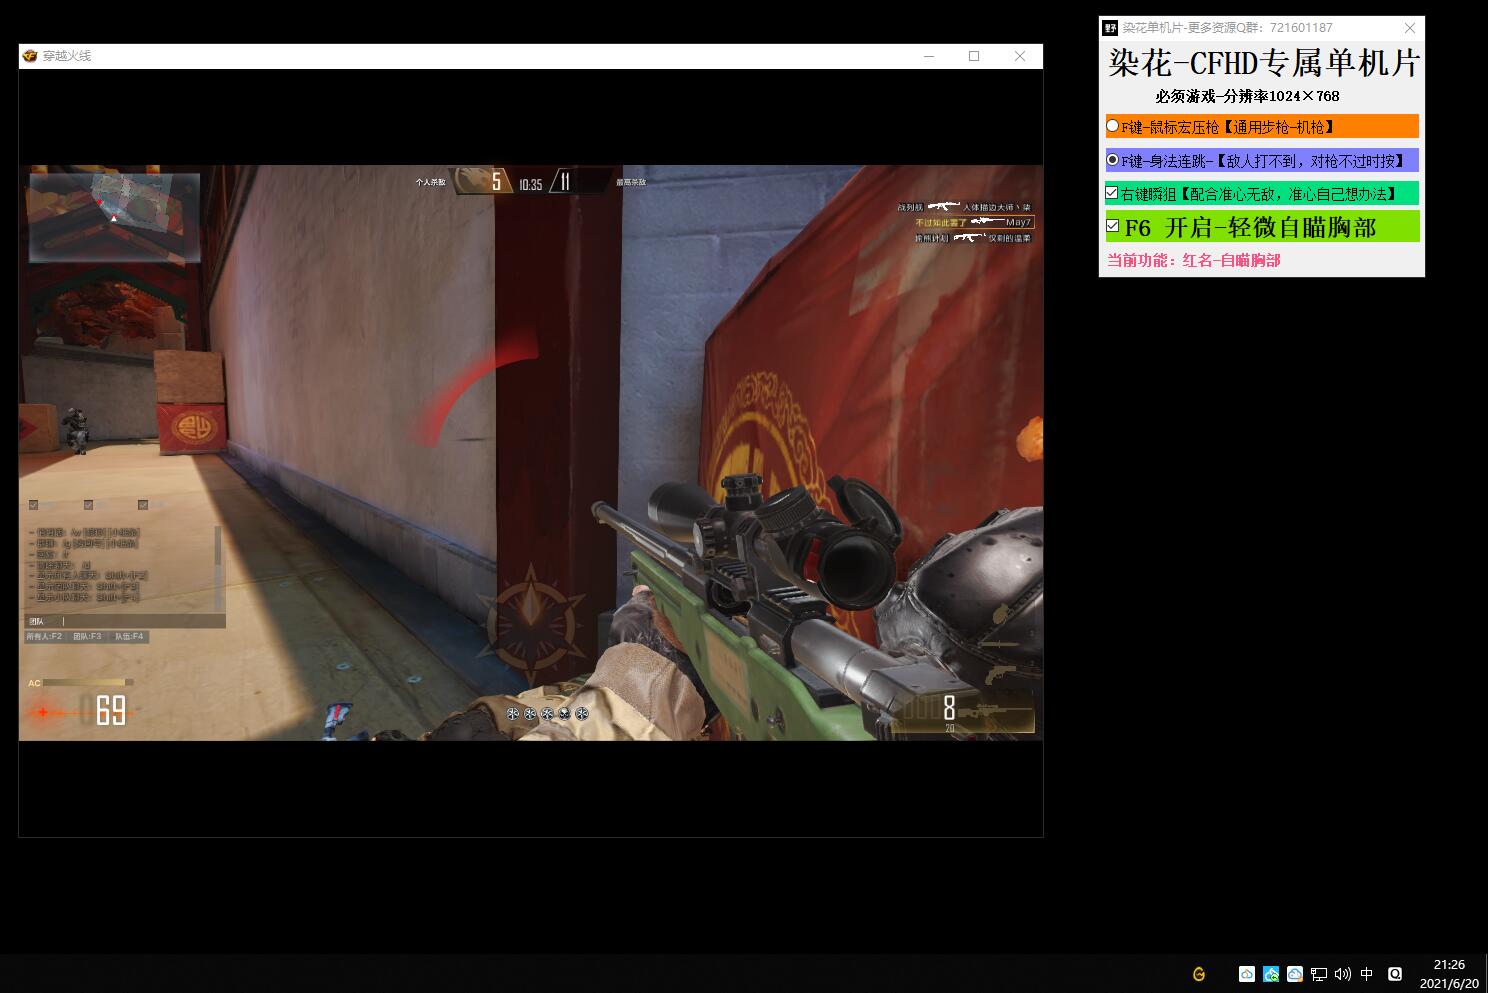 染花单机片-更多资源Q群：721601187
染花-CFHD专属单机片
必须游戏-分辨率1024×768
F键-鼠标宏压枪【通用步枪-机枪】
F键-身法连跳-【敌人打不到，对枪不过时按】
右键瞬狙【配合准心无敌，准心自己想办法】
F6 开启-轻微自瞄胸部
当前功能：红名-自瞄胸部
穿越火线
个人杀敌 5 10:35 11 最高杀敌
战列舰 人体描边大师丶柒
不过如此罢了 May7
仅剩的温柔
团队
所有人:F2 团队:F3 队伍:F4
AC
69
8
20
中
21:26
2021/6/20